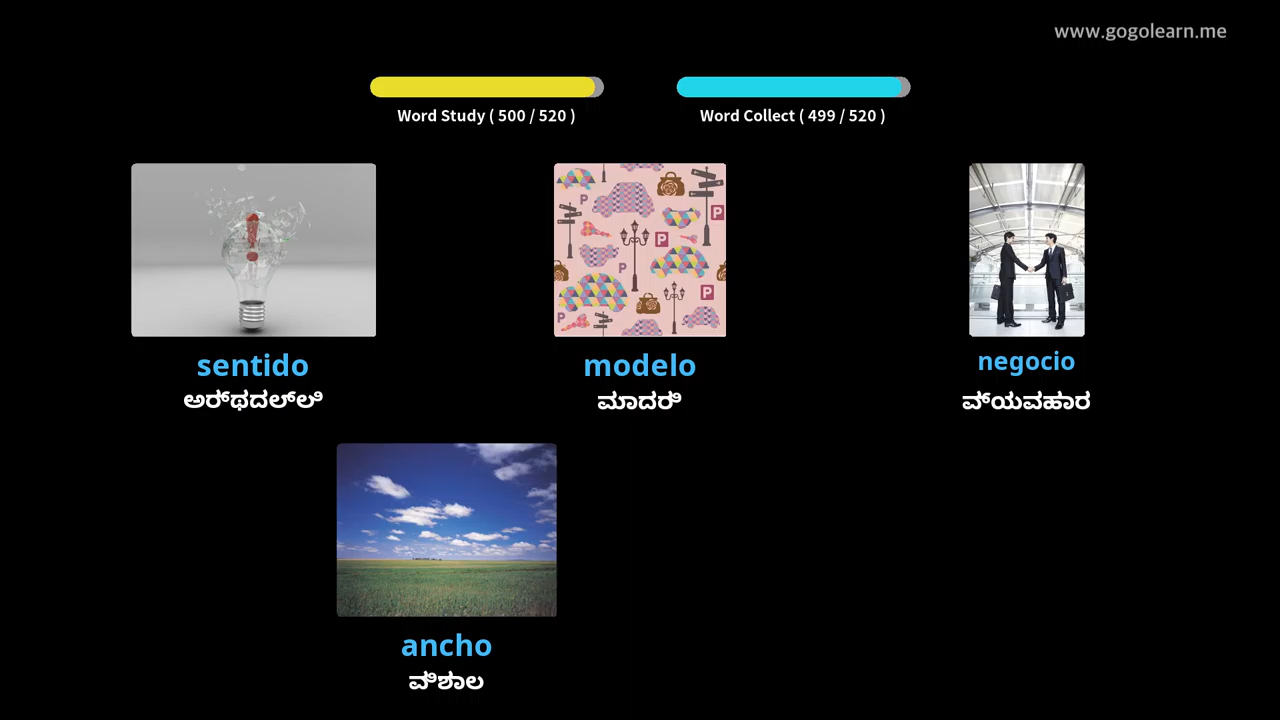 www.gogolearn.me
Word Study ( 500 / 520 )
Word Collect ( 499 / 520 )
P
P
P
P
P
P
sentido
modelo
negocio
ಅರ್ಥದಲ್ಲಿ
ಮಾದರಿ
ವ್ಯವಹಾರ
ancho
ವಿಶಾಲ